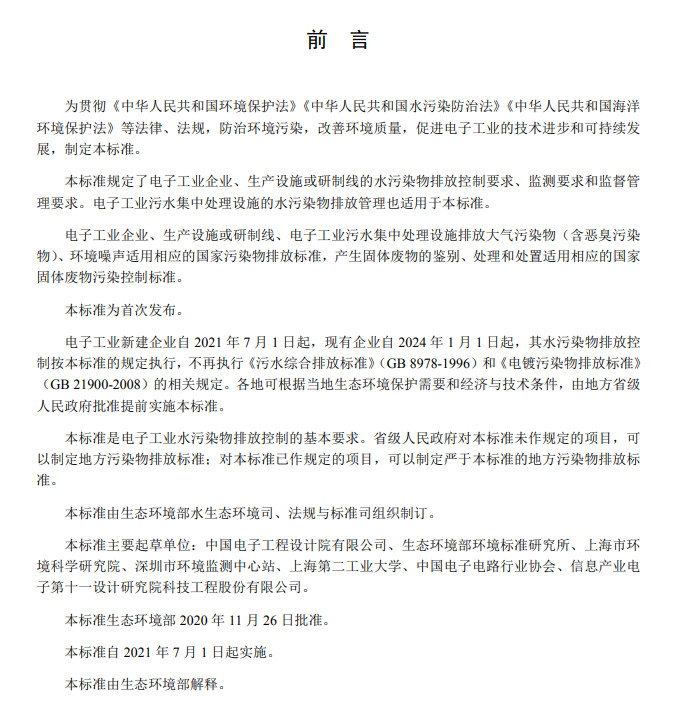 前 言
为贯彻《中华人民共和国环境保护法》《中华人民共和国水污染防治法》《中华人民共和国海洋
环境保护法》等法律、法规，防治环境污染，改善环境质量，促进电子工业的技术进步和可持续发
展，制定本标准。
本标准规定了电子工业企业、生产设施或研制线的水污染物排放控制要求、监测要求和监督管
理要求。电子工业污水集中处理设施的水污染物排放管理也适用于本标准。
电子工业企业、生产设施或研制线、电子工业污水集中处理设施排放大气污染物（含恶臭污染
物）、环境噪声适用相应的国家污染物排放标准，产生固体废物的鉴别、处理和处置适用相应的国家
固体废物污染控制标准。
本标准为首次发布。
电子工业新建企业自 2021 年 7 月 1 日起，现有企业自 2024 年 1 月 1 日起，其水污染物排放控
制按本标准的规定执行，不再执行《污水综合排放标准》（GB 8978-1996）和《电镀污染物排放标准》
（GB 21900-2008）的相关规定。各地可根据当地生态环境保护需要和经济与技术条件，由地方省级
人民政府批准提前实施本标准。
本标准是电子工业水污染物排放控制的基本要求。省级人民政府对本标准未作规定的项目，可
以制定地方污染物排放标准；对本标准已作规定的项目，可以制定严于本标准的地方污染物排放标
准。
本标准由生态环境部水生态环境司、法规与标准司组织制订。
本标准主要起草单位：中国电子工程设计院有限公司、生态环境部环境标准研究所、上海市环
境科学研究院、深圳市环境监测中心站、上海第二工业大学、中国电子电路行业协会、信息产业电
子第十一设计研究院科技工程股份有限公司。
本标准生态环境部 2020 年 11 月 26 日批准。
本标准自 2021 年 7 月 1 日起实施。
本标准由生态环境部解释。